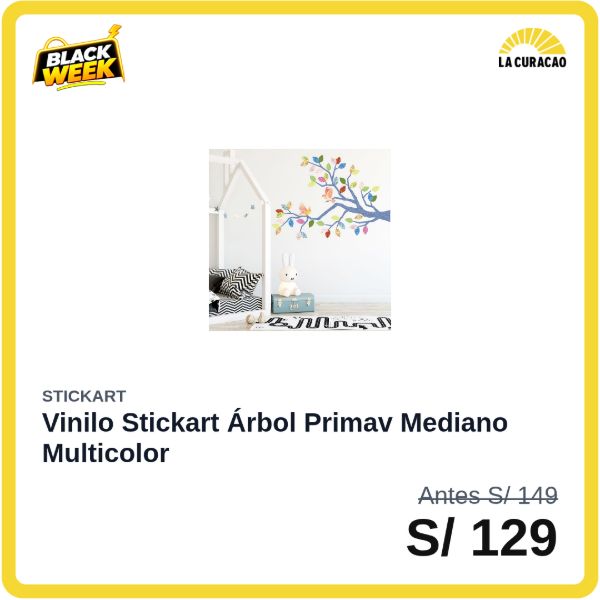 BLACK
WEEK
LA CURACAO
STICKART
Vinilo Stickart Árbol Primav Mediano
Multicolor
Antes S/ 149
S/ 129